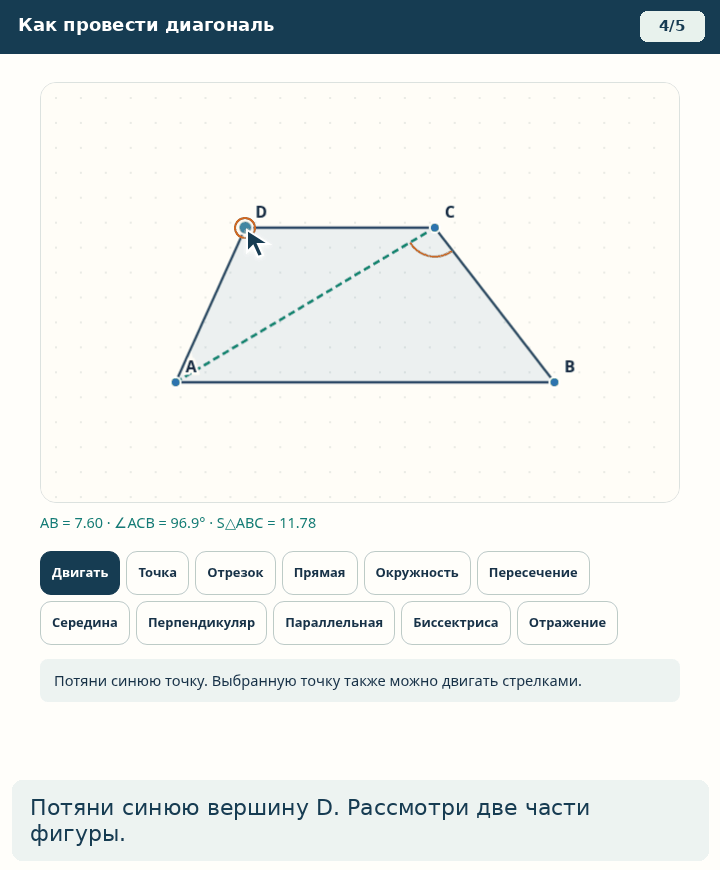 Как провести диагональ
4/5
D
C
A
B
AB = 7.60 · ∠ACB = 96.9° · S△ABC = 11.78
Двигать Точка Отрезок Прямая Окружность Пересечение
Середина Перпендикуляр Параллельная Биссектриса Отражение
Потяни синюю точку. Выбранную точку также можно двигать стрелками.
Потяни синюю вершину D. Рассмотри две части
фигуры.